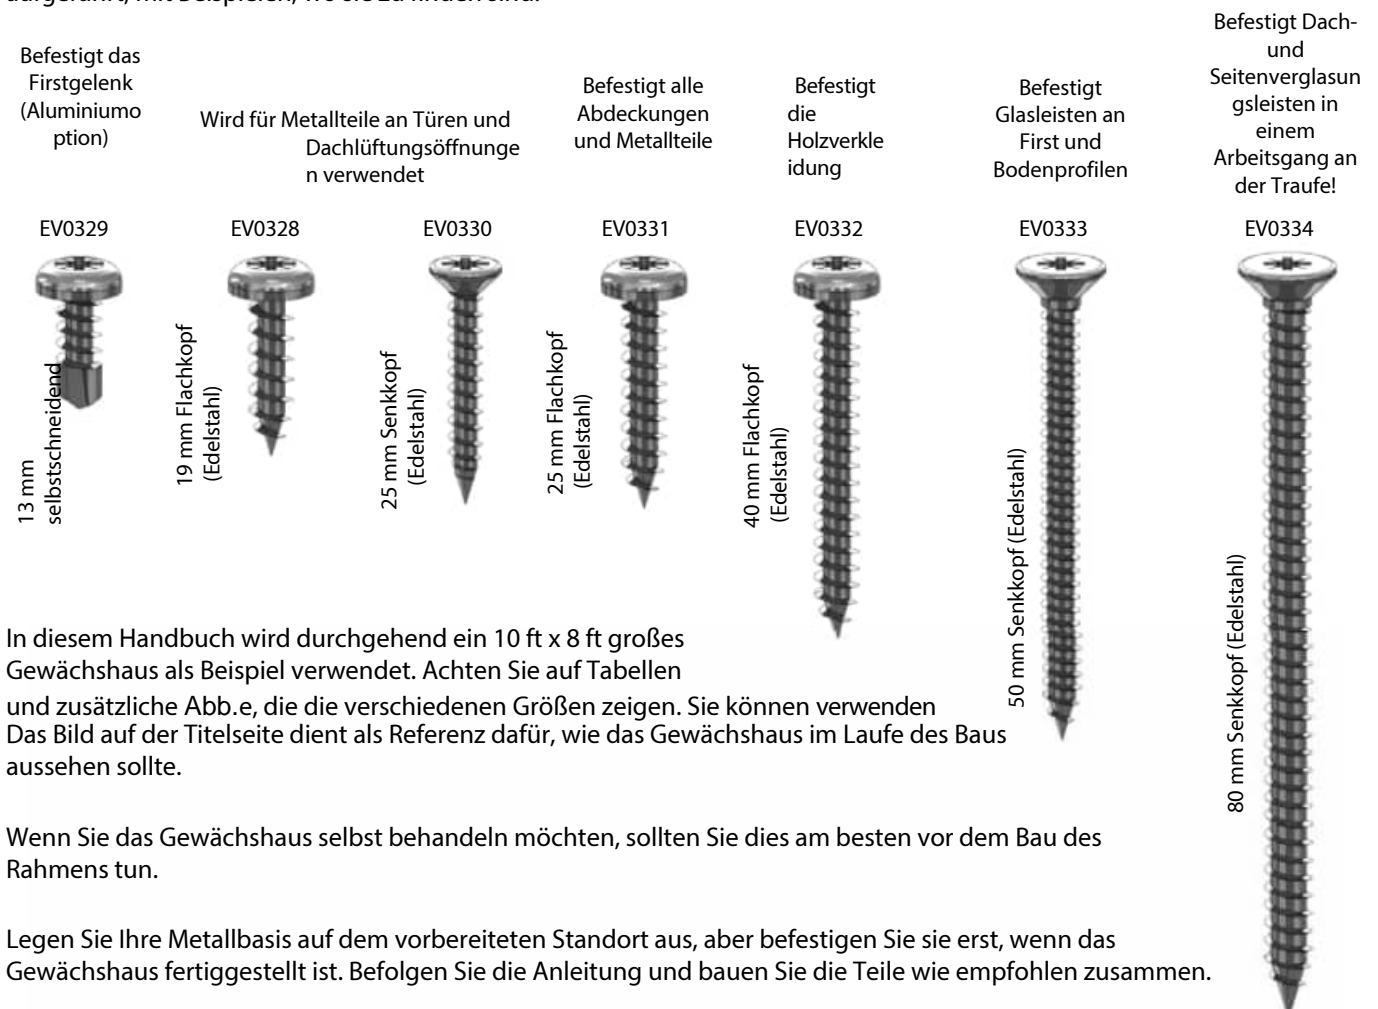 Befestigt das
Firstgelenk
(Aluminiumo
ption)
Wird für Metallteile an Türen und
Dachlüftungsöffnunge
n verwendet
Befestigt alle
Abdeckungen
und Metallteile
Befestigt
die
Holzverkle
idung
Befestigt
Glasleisten an
First und
Bodenprofilen
Befestigt Dach-
und
Seitenverglasun
gsleisten in
einem
Arbeitsgang an
der Traufe!
EV0329
EV0328
EV0330
EV0331
EV0332
EV0333
EV0334
13 mm
selbstschneidend
19 mm Flachkopf
(Edelstahl)
25 mm Senkkopf
(Edelstahl)
25 mm Flachkopf
(Edelstahl)
40 mm Flachkopf
(Edelstahl)
50 mm Senkkopf (Edelstahl)
80 mm Senkkopf (Edelstahl)
In diesem Handbuch wird durchgehend ein 10 ft x 8 ft großes
Gewächshaus als Beispiel verwendet. Achten Sie auf Tabellen
und zusätzliche Abb.e, die die verschiedenen Größen zeigen. Sie können verwenden
Das Bild auf der Titelseite dient als Referenz dafür, wie das Gewächshaus im Laufe des Baus
aussehen sollte.
Wenn Sie das Gewächshaus selbst behandeln möchten, sollten Sie dies am besten vor dem Bau des
Rahmens tun.
Legen Sie Ihre Metallbasis auf dem vorbereiteten Standort aus, aber befestigen Sie sie erst, wenn das
Gewächshaus fertiggestellt ist. Befolgen Sie die Anleitung und bauen Sie die Teile wie empfohlen zusammen.